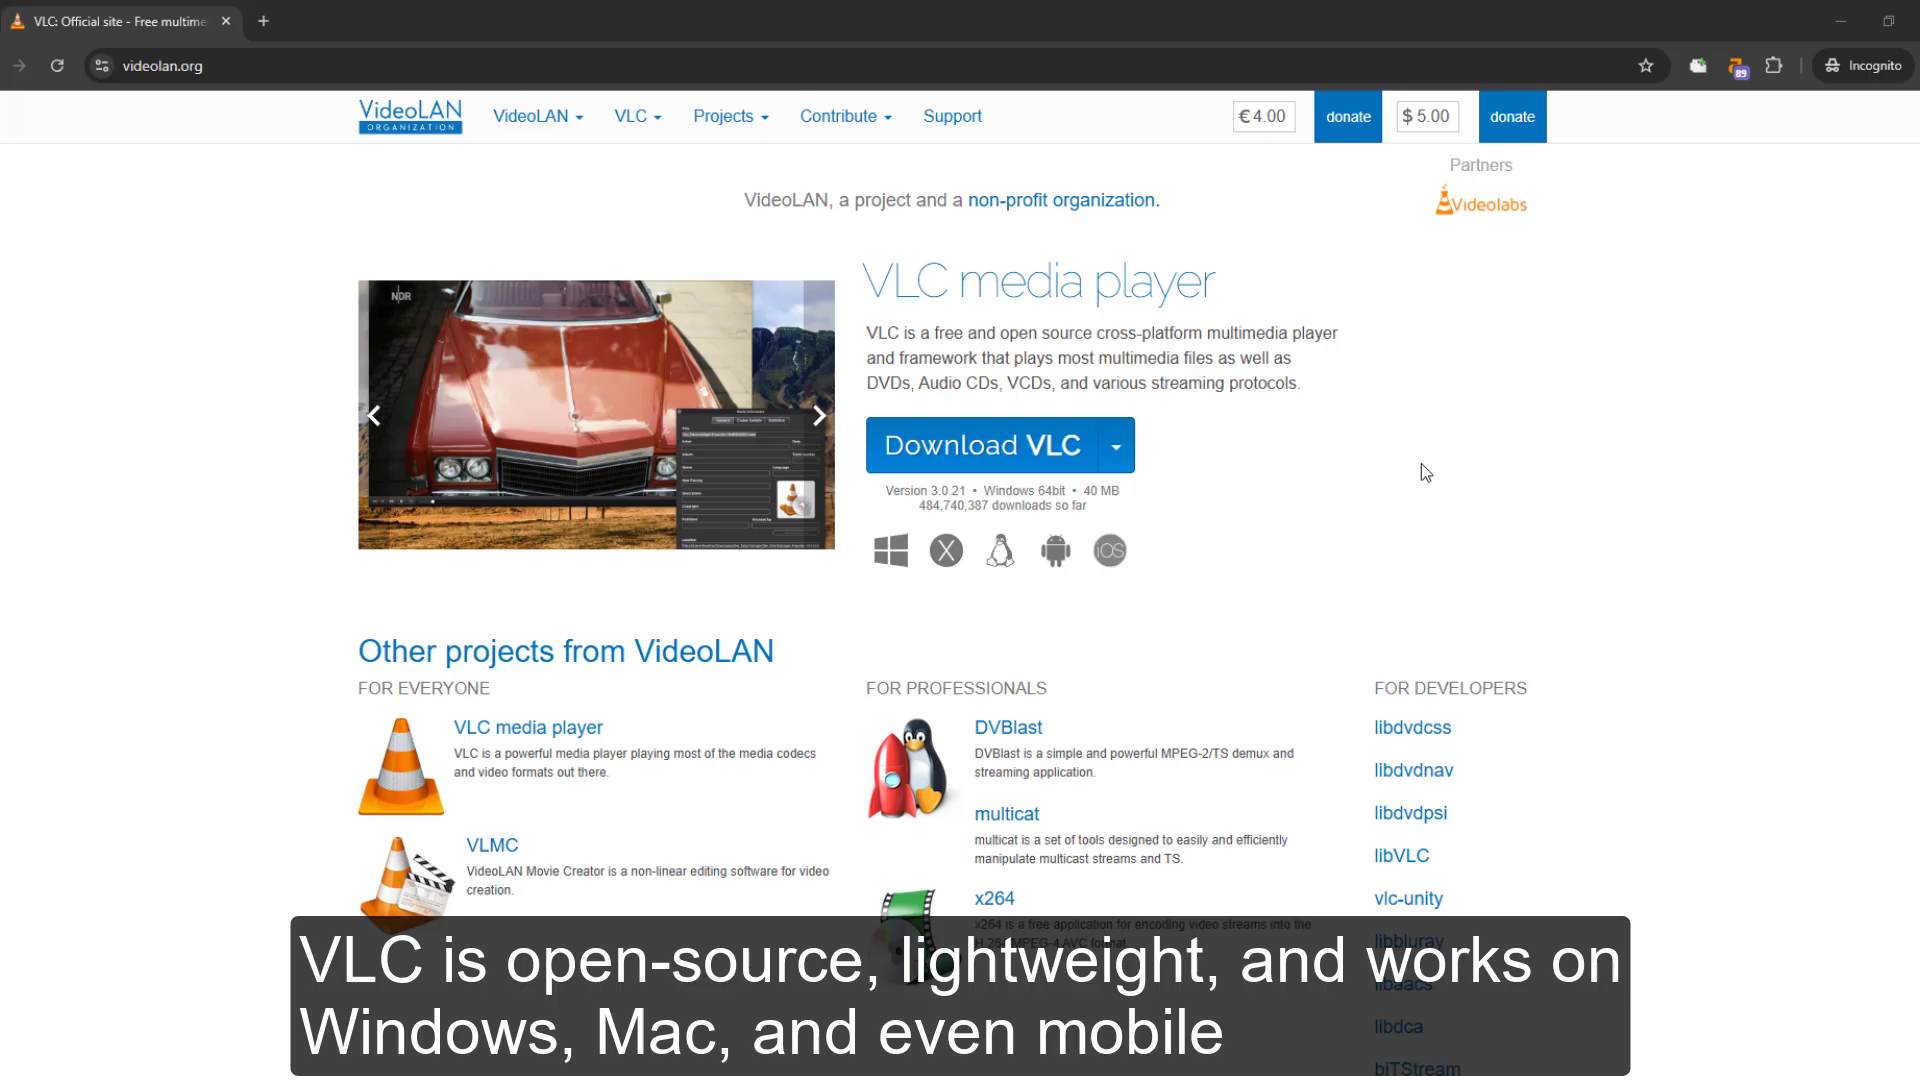 VLC: Official site - Free multime
videolan.org
89
Incognito
VideoLAN
ORGANIZATION
VideoLAN
VLC
Projects
Contribute
Support
€ 4.00
donate
$ 5.00
donate
Partners
Videolabs
VideoLAN, a project and a non-profit organization.
NDR
VLC media player
VLC is a free and open source cross-platform multimedia player
and framework that plays most multimedia files as well as
DVDs, Audio CDs, VCDs, and various streaming protocols.
Download VLC
Version 3.0.21 • Windows 64bit • 40 MB
484,740,387 downloads so far
X
iOS
Other projects from VideoLAN
FOR EVERYONE
VLC media player
VLC is a powerful media player playing most of the media codecs
and video formats out there.
VLMC
VideoLAN Movie Creator is a non-linear editing software for video
creation.
FOR PROFESSIONALS
DVBlast
DVBlast is a simple and powerful MPEG-2/TS demux and
streaming application.
multicat
multicat is a set of tools designed to easily and efficiently
manipulate multicast streams and TS.
x264
x264 is a free application for encoding video streams into the
H.264/MPEG-4 AVC format.
FOR DEVELOPERS
libdvdcss
libdvdnav
libdvdpsi
libVLC
vlc-unity
libbluray
libaacs
libdca
biTStream
VLC is open-source, lightweight, and works on
Windows, Mac, and even mobile